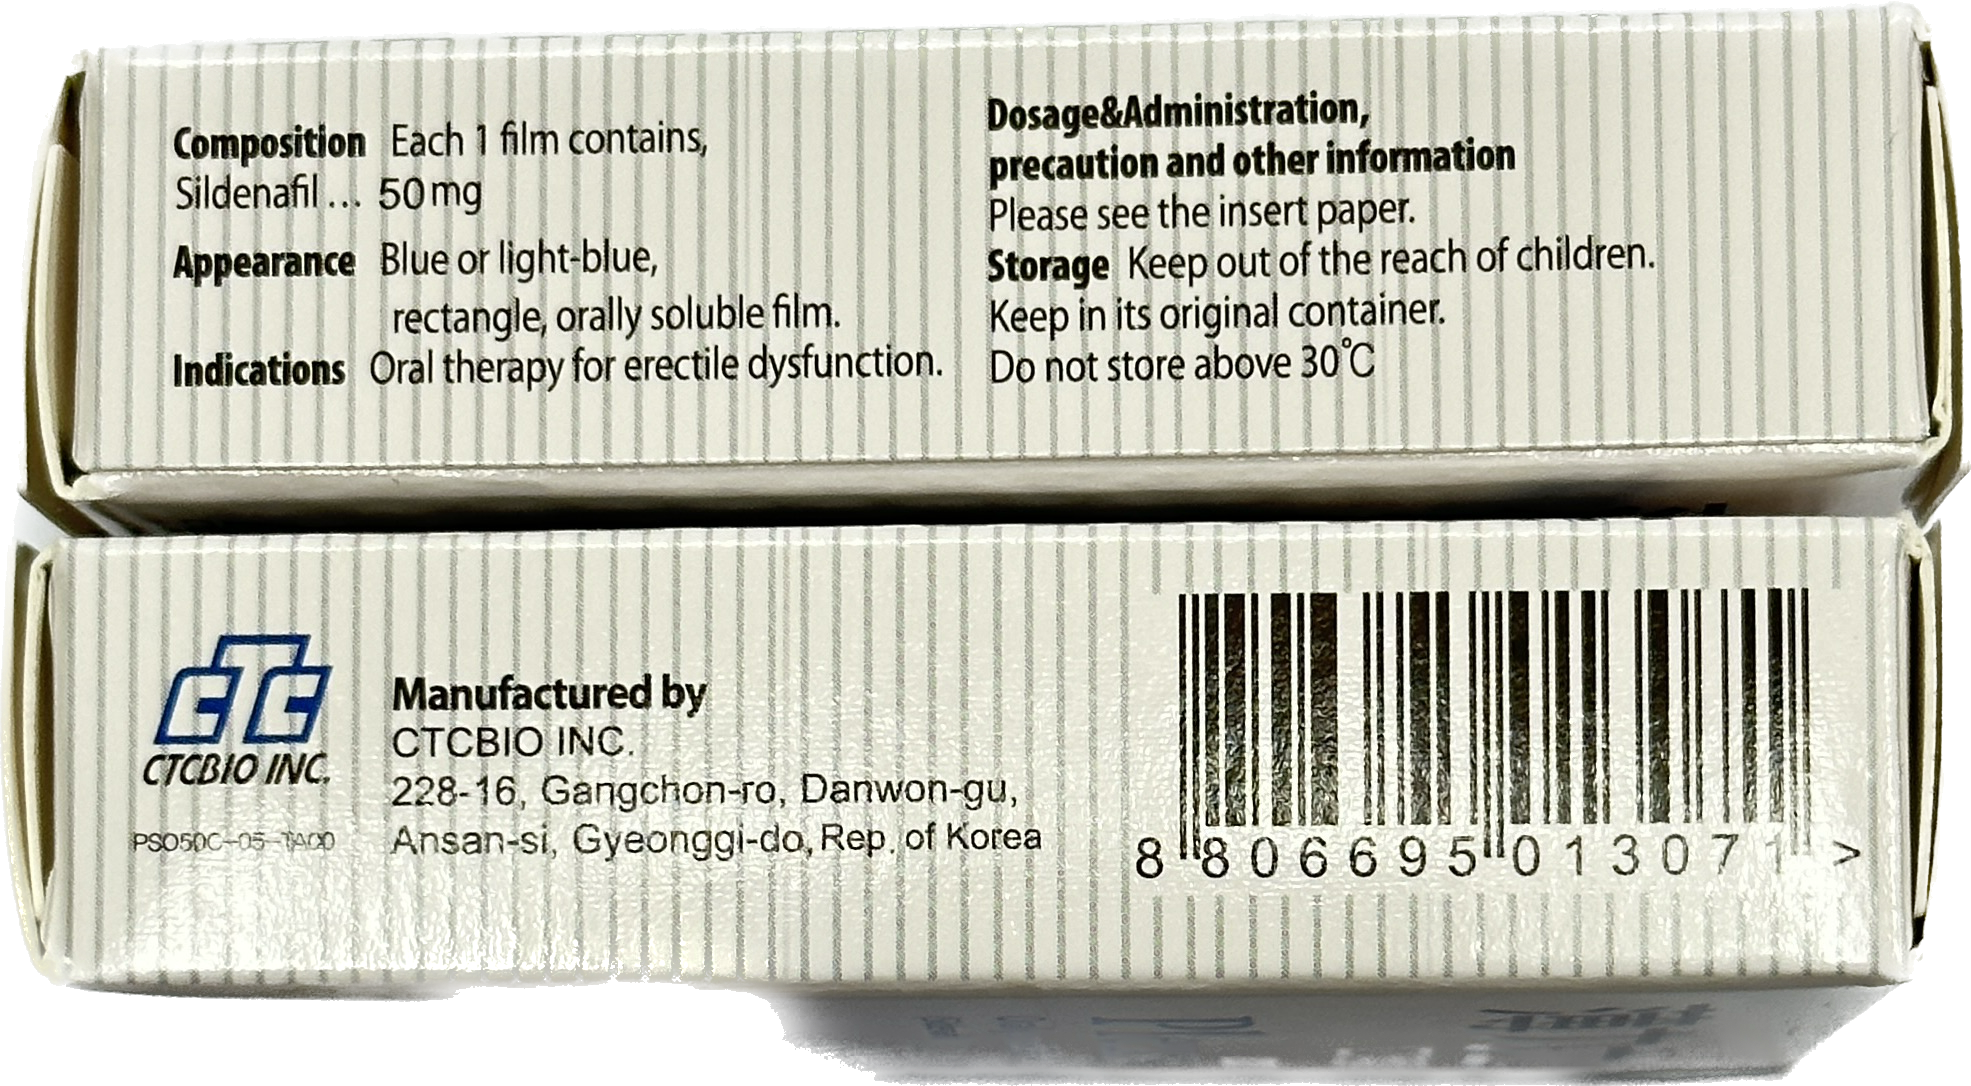 Composition Each 1 film contains,
Sildenafil ... 50mg
Appearance Blue or light-blue,
rectangle, orally soluble film.
Indications Oral therapy for erectile dysfunction.
Dosage&Administration,
precaution and other information
Please see the insert paper.
Storage Keep out of the reach of children.
Keep in its original container.
Do not store above 30℃
CTC
CTCBIO INC.
PSO50C-05-TA00
Manufactured by
CTCBIO INC.
228-16, Gangchon-ro, Danwon-gu,
Ansan-si, Gyeonggi-do, Rep. of Korea
8 806695 013071 >